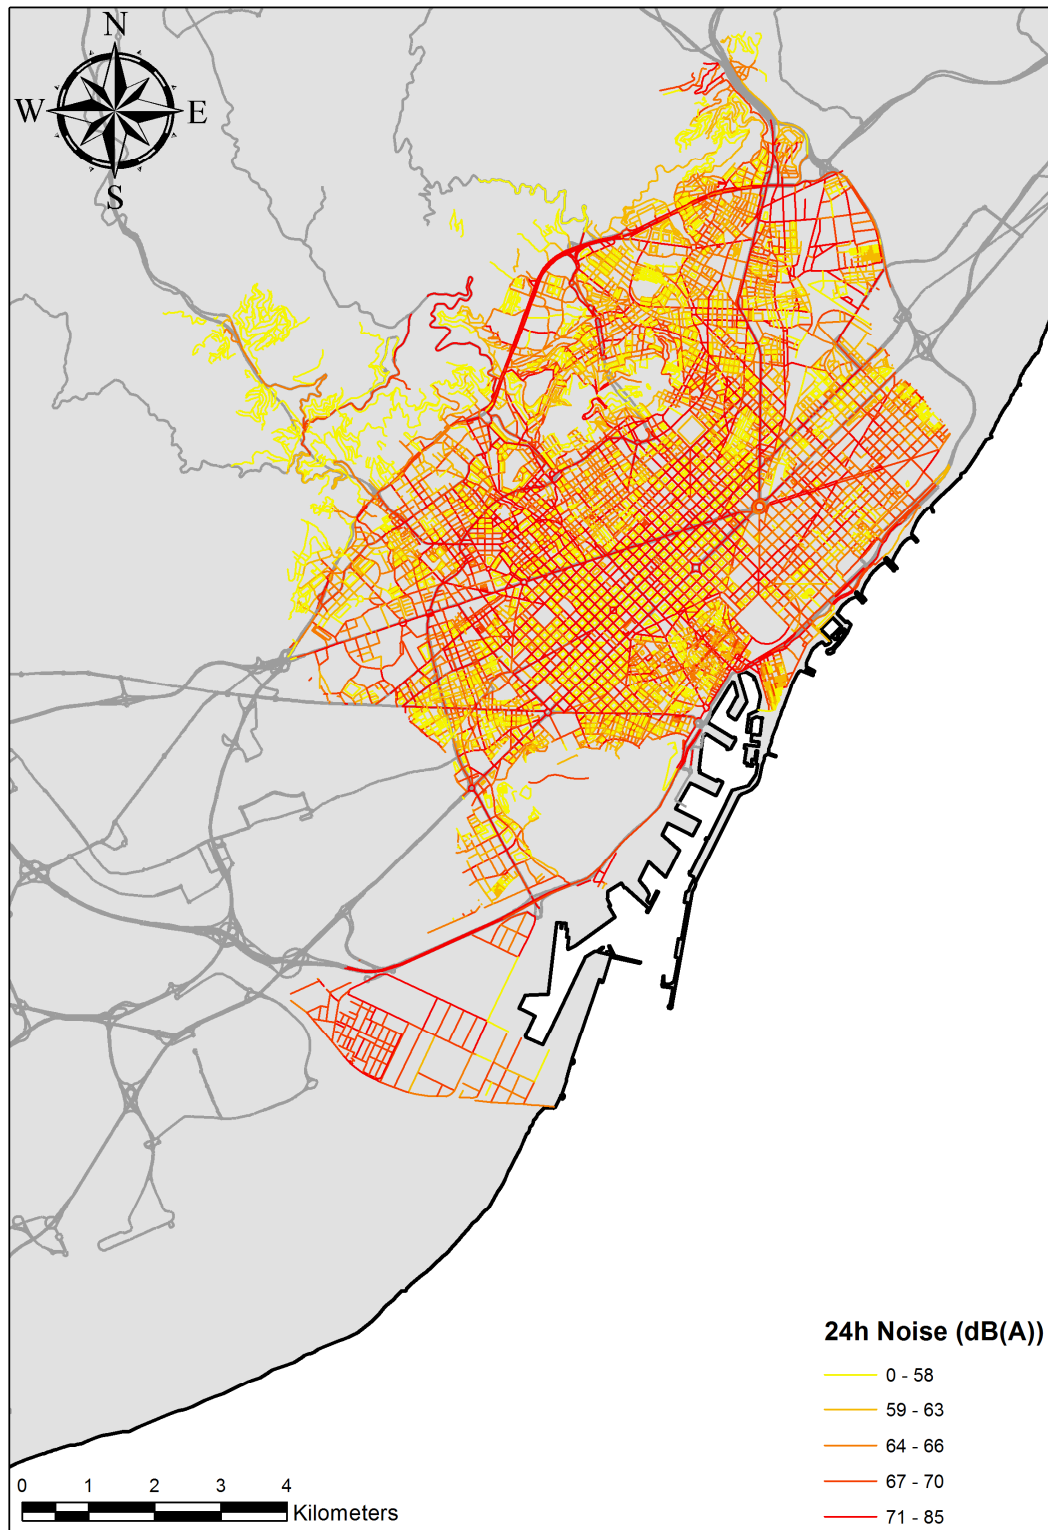 N
W E
S
24h Noise (dB(A))
0 - 58
59 - 63
64 - 66
67 - 70
71 - 85
0 1 2 3 4
Kilometers